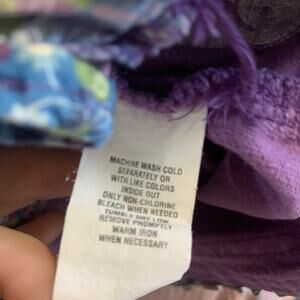 MACHINE WASH COLD
SEPARATELY OR
WITH LIKE COLORS
INSIDE OUT
ONLY NON-CHLORINE
BLEACH WHEN NEEDED
TUMBLE DRY LOW
REMOVE PROMPTLY
WARM IRON
WHEN NECESSARY